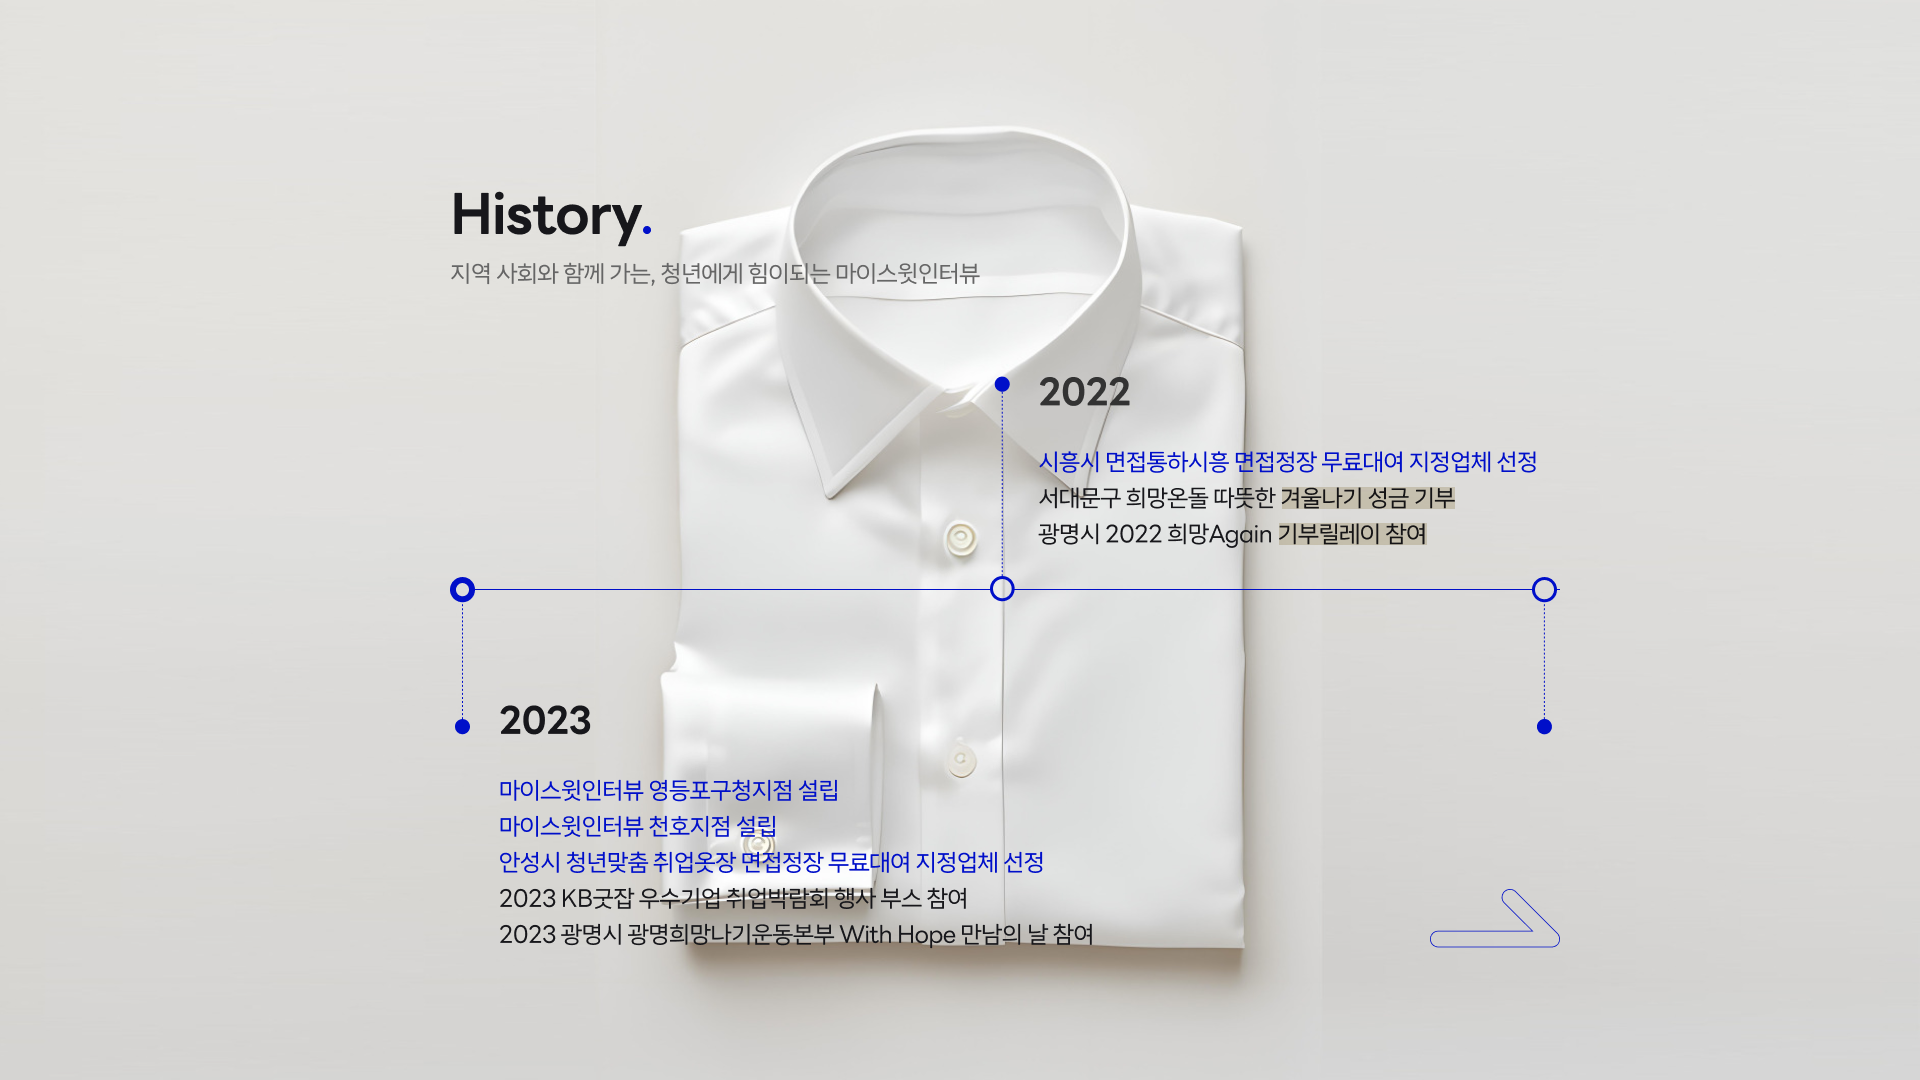 History.
지역 사회와 함께 가는, 청년에게 힘이되는 마이스윗인터뷰
2022
시흥시 면접통하시흥 면접정장 무료대여 지정업체 선정
서대문구 희망온돌 따뜻한 겨울나기 성금 기부
광명시 2022 희망Again 기부릴레이 참여
2023
마이스윗인터뷰 영등포구청지점 설립
마이스윗인터뷰 천호지점 설립
안성시 청년맞춤 취업옷장 면접정장 무료대여 지정업체 선정
2023 KB굿잡 우수기업 취업박람회 행사 부스 참여
2023 광명시 광명희망나기운동본부 With Hope 만남의 날 참여